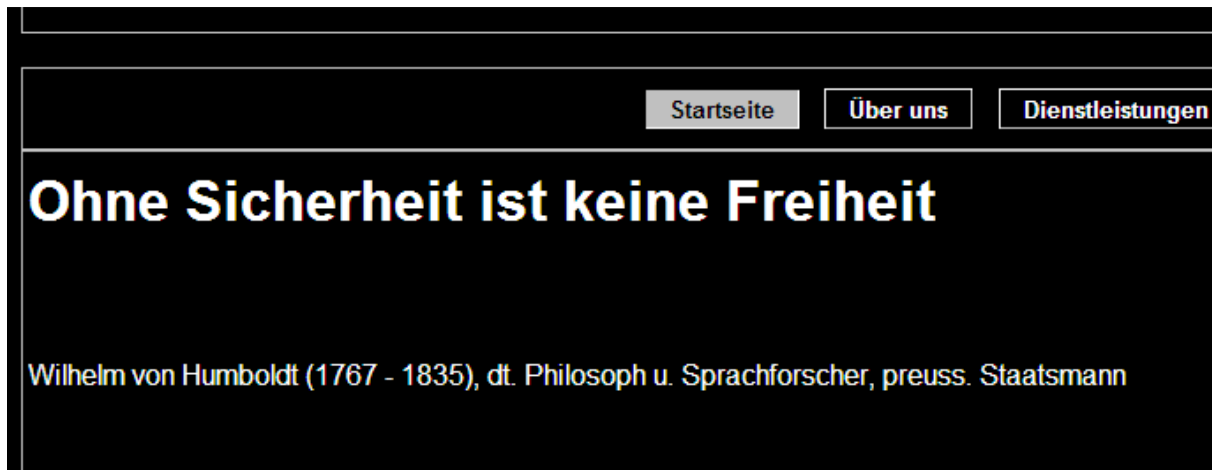 Startseite Über uns Dienstleistungen
Ohne Sicherheit ist keine Freiheit
Wilhelm von Humboldt (1767 - 1835), dt. Philosoph u. Sprachforscher, preuss. Staatsmann